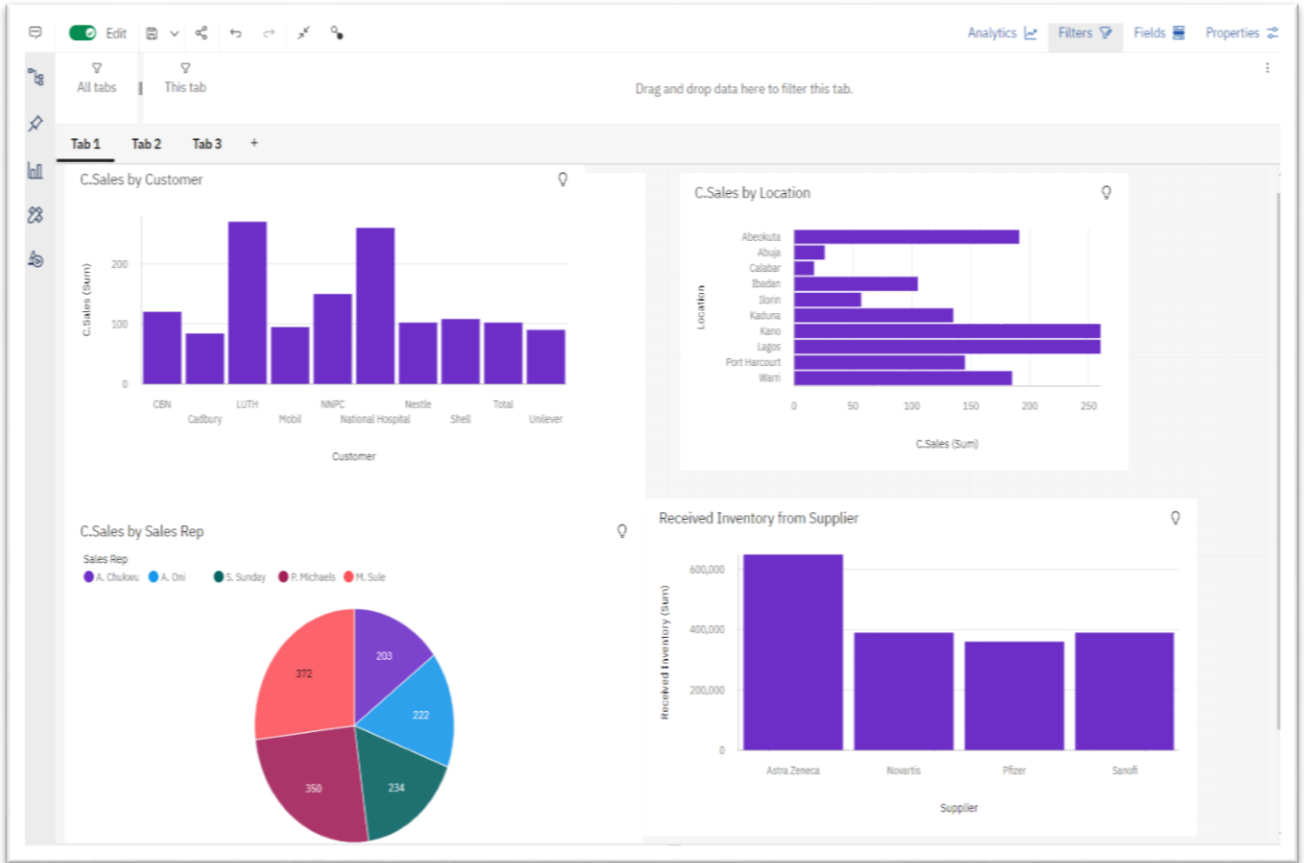 Edit
Analytics Filters Fields Properties
All tabs This tab
Drag and drop data here to filter this tab.
Tab 1 Tab 2 Tab 3 +
C.Sales by Customer
C.Sales (Sum)
200
100
0
CBN LUTH NNPC Nestle Total
Cadbury Mobil National Hospital Shell Unilever
Customer
C.Sales by Location
Location
Abeokuta
Abuja
Calabar
Ibadan
Ilorin
Kaduna
Kano
Lagos
Port Harcourt
Warri
0 50 100 150 200 250
C.Sales (Sum)
C.Sales by Sales Rep
Sales Rep
A. Chukwu A. Oni S. Sunday P. Michaels M. Sule
203
372
222
350
234
Received Inventory from Supplier
Received Inventory (Sum)
600,000
400,000
200,000
0
Astra Zeneca Novartis Pfizer Sanofi
Supplier